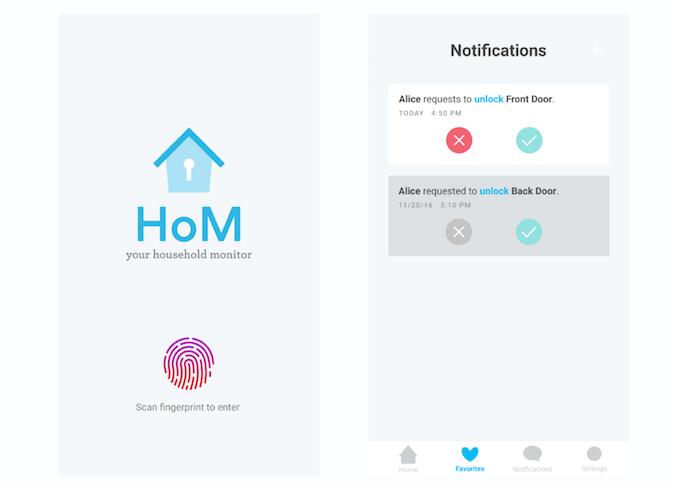 HoM
your household monitor
Scan fingerprint to enter
Notifications
+
Alice requests to unlock Front Door.
TODAY 4:50 PM
Alice requested to unlock Back Door.
11/20/16 3:10 PM
Home
Favorites
Notifications
Settings